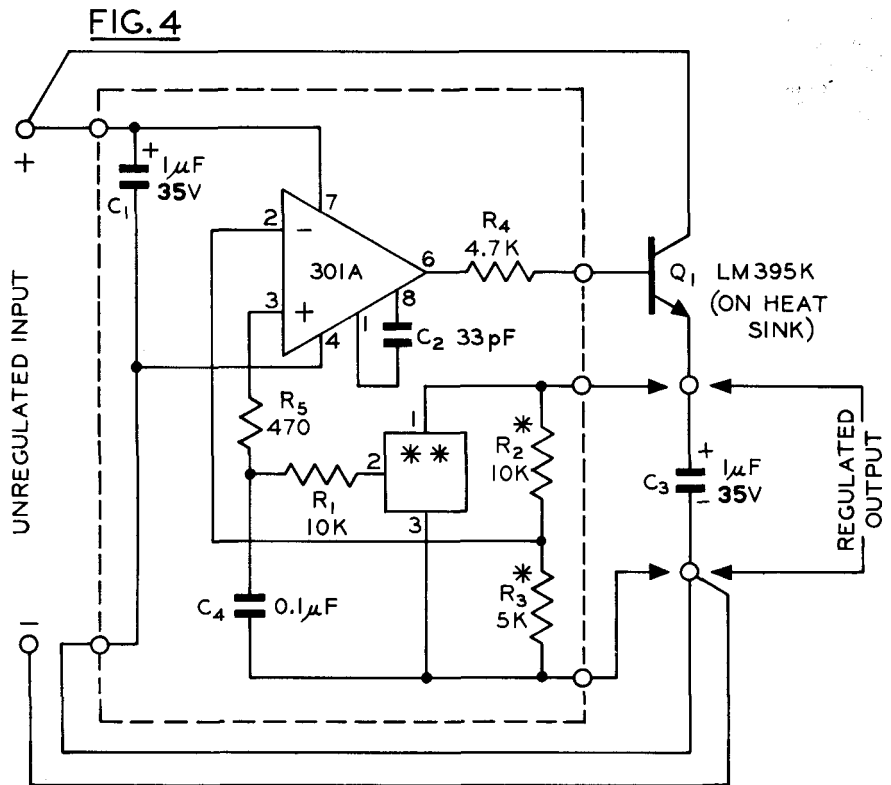 FIG. 4
+
+
1µF
35V
C1
2
−
7
301A
6
R4
4.7K
Q1
LM395K
(ON HEAT
SINK)
3
+
4
1
8
C2 33pF
UNREGULATED INPUT
R5
470
1
* *
2
3
R1
10K
*
R2
10K
+
C3
1µF
35V
−
REGULATED
OUTPUT
C4 0.1µF
*
R3
5K
−